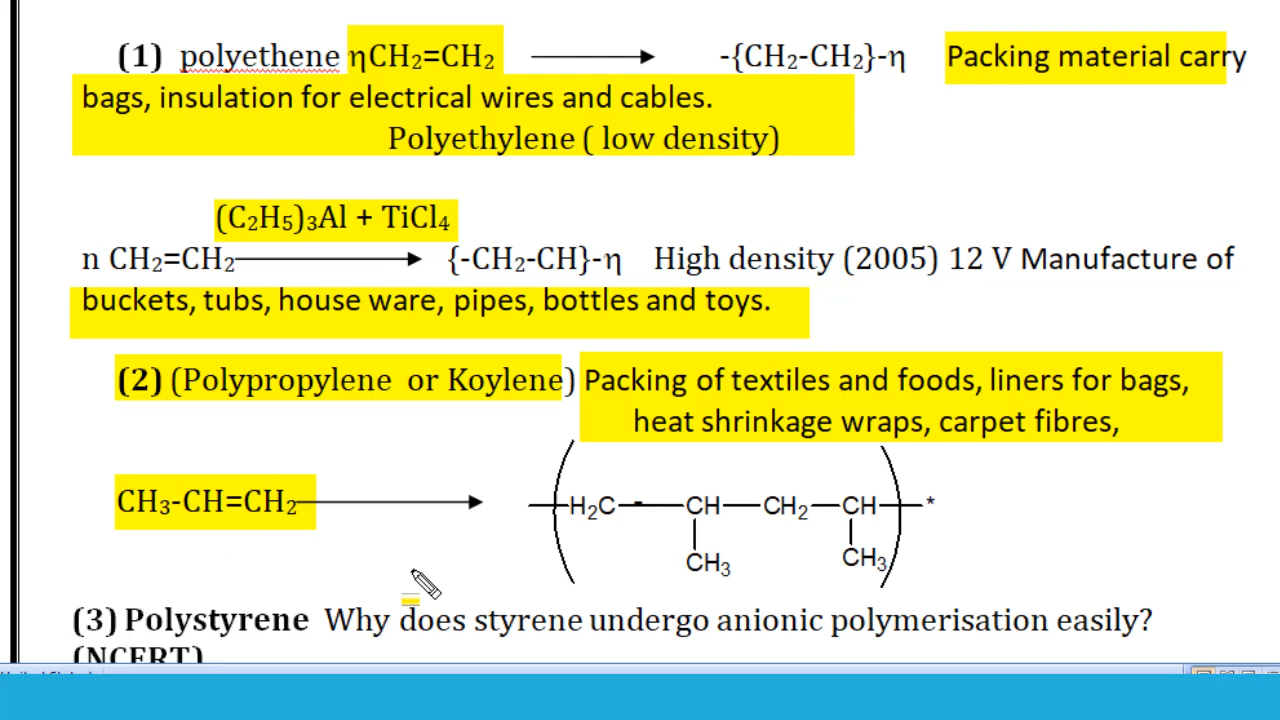 (1) polyethene ηCH₂=CH₂ ⟶ -{CH₂-CH₂}-η Packing material carry
bags, insulation for electrical wires and cables.
Polyethylene ( low density)
(C₂H₅)₃Al + TiCl₄
n CH₂=CH₂ ⟶ {-CH₂-CH}-η High density (2005) 12 V Manufacture of
buckets, tubs, house ware, pipes, bottles and toys.
(2) (Polypropylene or Koylene) Packing of textiles and foods, liners for bags,
heat shrinkage wraps, carpet fibres,
CH₃-CH=CH₂ ⟶ H₂C - CH CH₂ CH *
CH₃ CH₃
(3) Polystyrene Why does styrene undergo anionic polymerisation easily?
(NCERT)